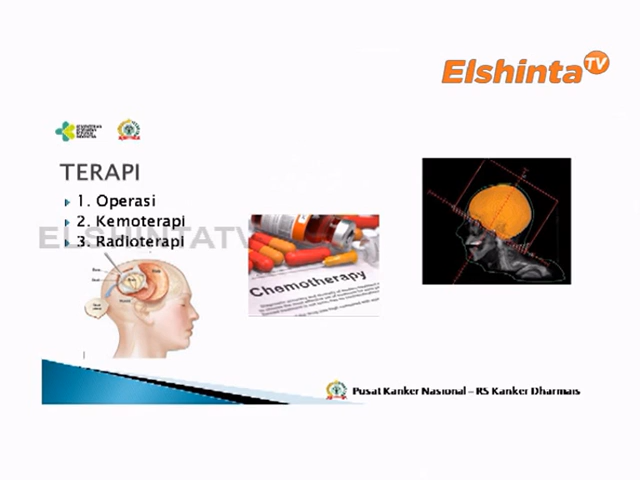 Elshinta TV
TERAPI
1. Operasi
2. Kemoterapi
ELSHINTATV
3. Radioterapi
Chemotherapy
Pusat Kanker Nasional – RS Kanker Dharmais